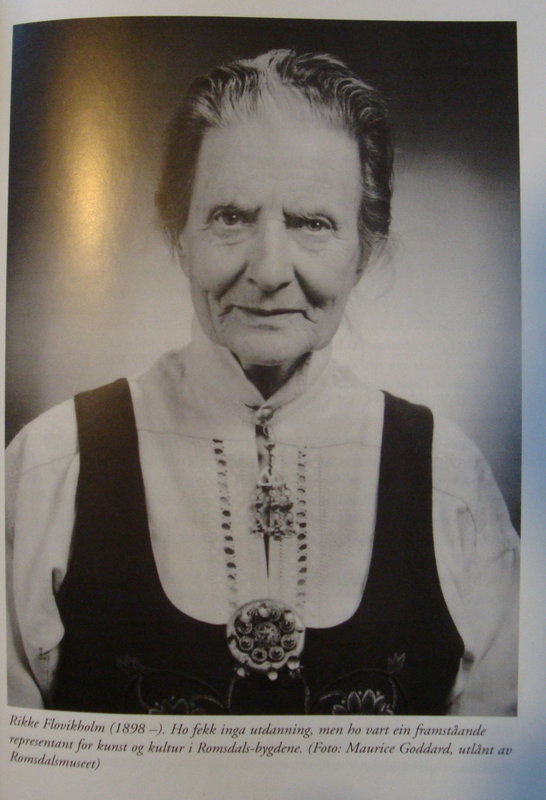 Rikke Flovikholm (1898 –). Ho fekk inga utdanning, men ho vart ein framståande
representant for kunst og kultur i Romsdals-bygdene. (Foto: Maurice Goddard, utlånt av
Romsdalsmuseet)